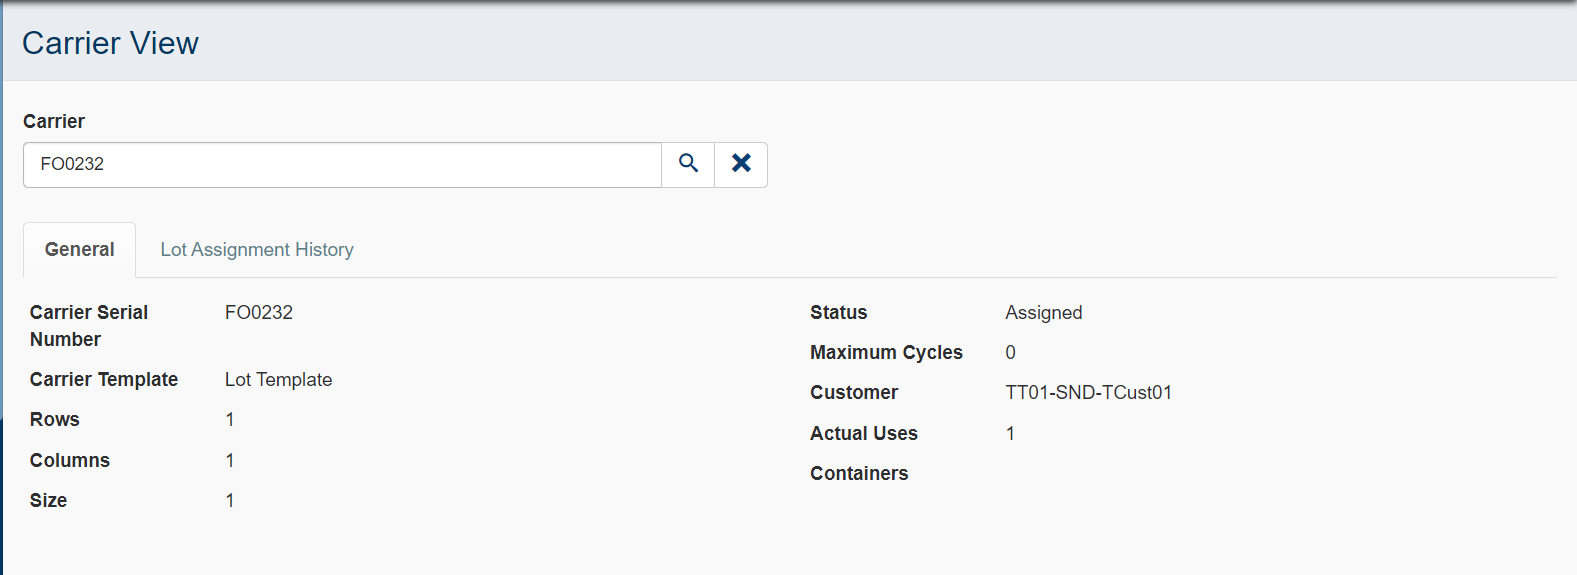 Carrier View
Carrier
FO0232
General Lot Assignment History
Carrier Serial Number FO0232
Carrier Template Lot Template
Rows 1
Columns 1
Size 1
Status Assigned
Maximum Cycles 0
Customer TT01-SND-TCust01
Actual Uses 1
Containers